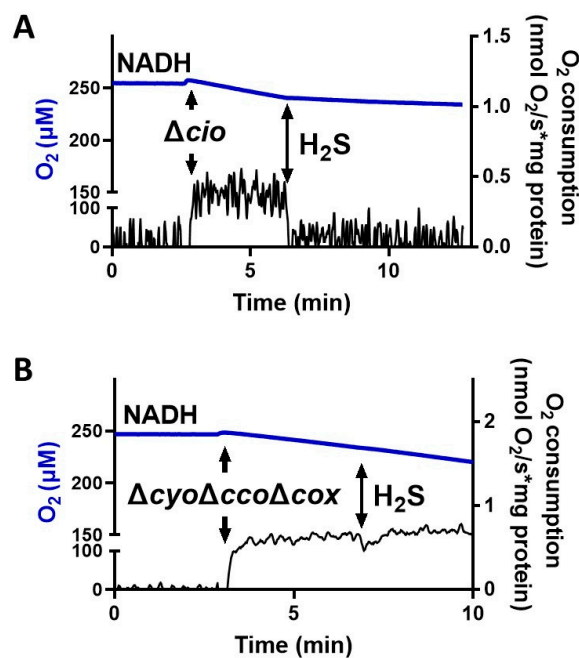 A
NADH
Δcio
H₂S
O₂ (µM)
250
200
150
100
0
1.5
1.0
0.5
0.0
O₂ consumption
(nmol O₂/s*mg protein)
0
5
10
Time (min)
B
NADH
ΔcyoΔccoΔcox
H₂S
O₂ (µM)
250
200
150
100
0
2
1
0
O₂ consumption
(nmol O₂/s*mg protein)
0
5
10
Time (min)